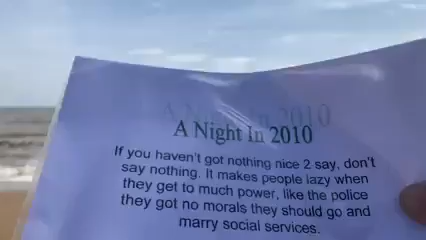 A Night In 2010
If you haven't got nothing nice 2 say, don't
say nothing. It makes people lazy when
they get to much power, like the police
they got no morals they should go and
marry social services.